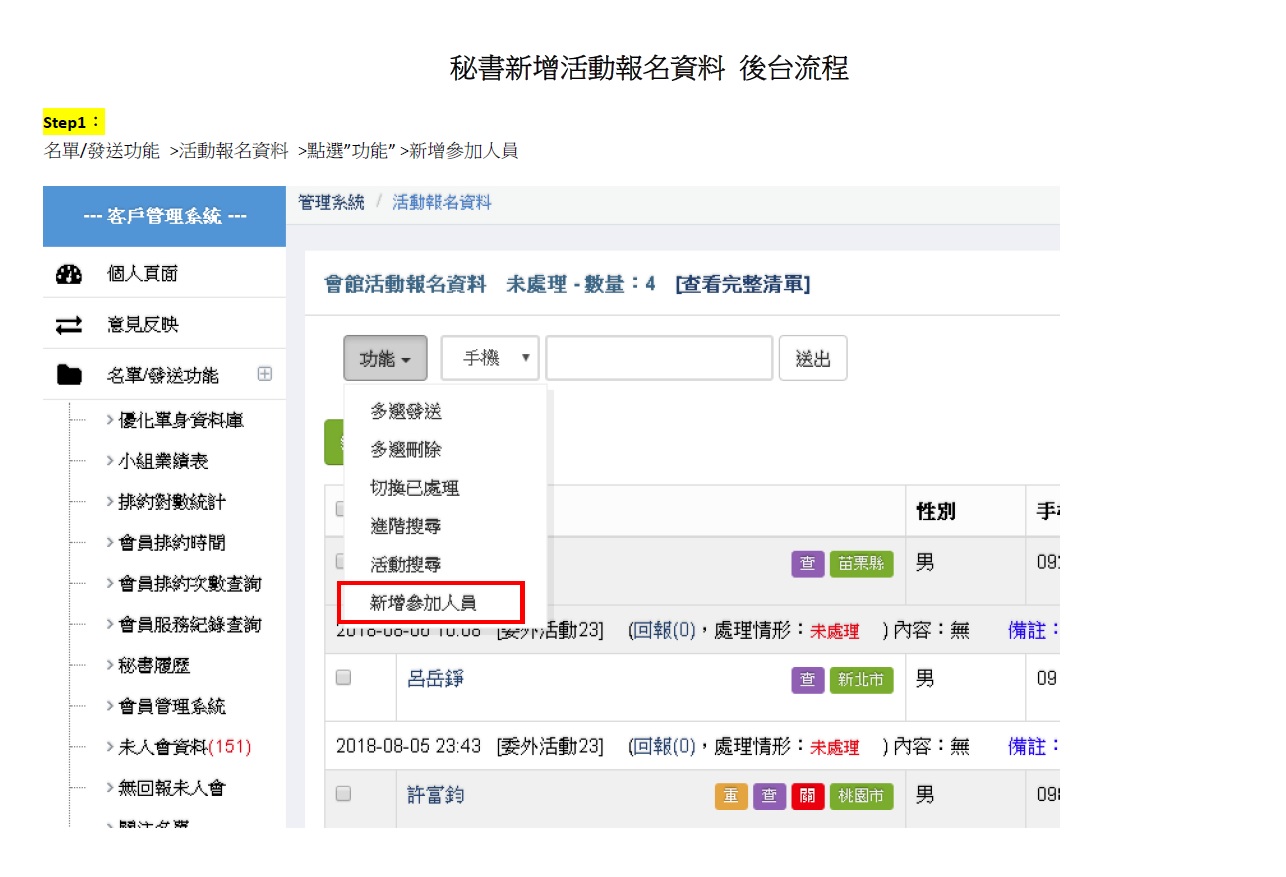 秘書新增活動報名資料 後台流程
Step1：
名單/發送功能 >活動報名資料 >點選”功能” >新增參加人員
--- 客戶管理系統 ---
個人頁面
意見反映
名單/發送功能
優化單身資料庫
小組業績表
排約對數統計
會員排約時間
會員排約次數查詢
會員服務紀錄查詢
秘書履歷
會員管理系統
未入會資料(151)
無回報未入會
關注名單
管理系統 / 活動報名資料
會館活動報名資料 未處理 - 數量：4 [查看完整清單]
功能 手機 送出
多選發送
多選刪除
切換已處理
進階搜尋
活動搜尋
新增參加人員
性別
查 苗栗縣 男
2018-08-06 10:08 [委外活動23] (回報(0)，處理情形：未處理 ) 內容：無 備註：
呂岳錚 查 新北市 男 09
2018-08-05 23:43 [委外活動23] (回報(0)，處理情形：未處理 ) 內容：無 備註：
許富鈞 重 查 關 桃園市 男